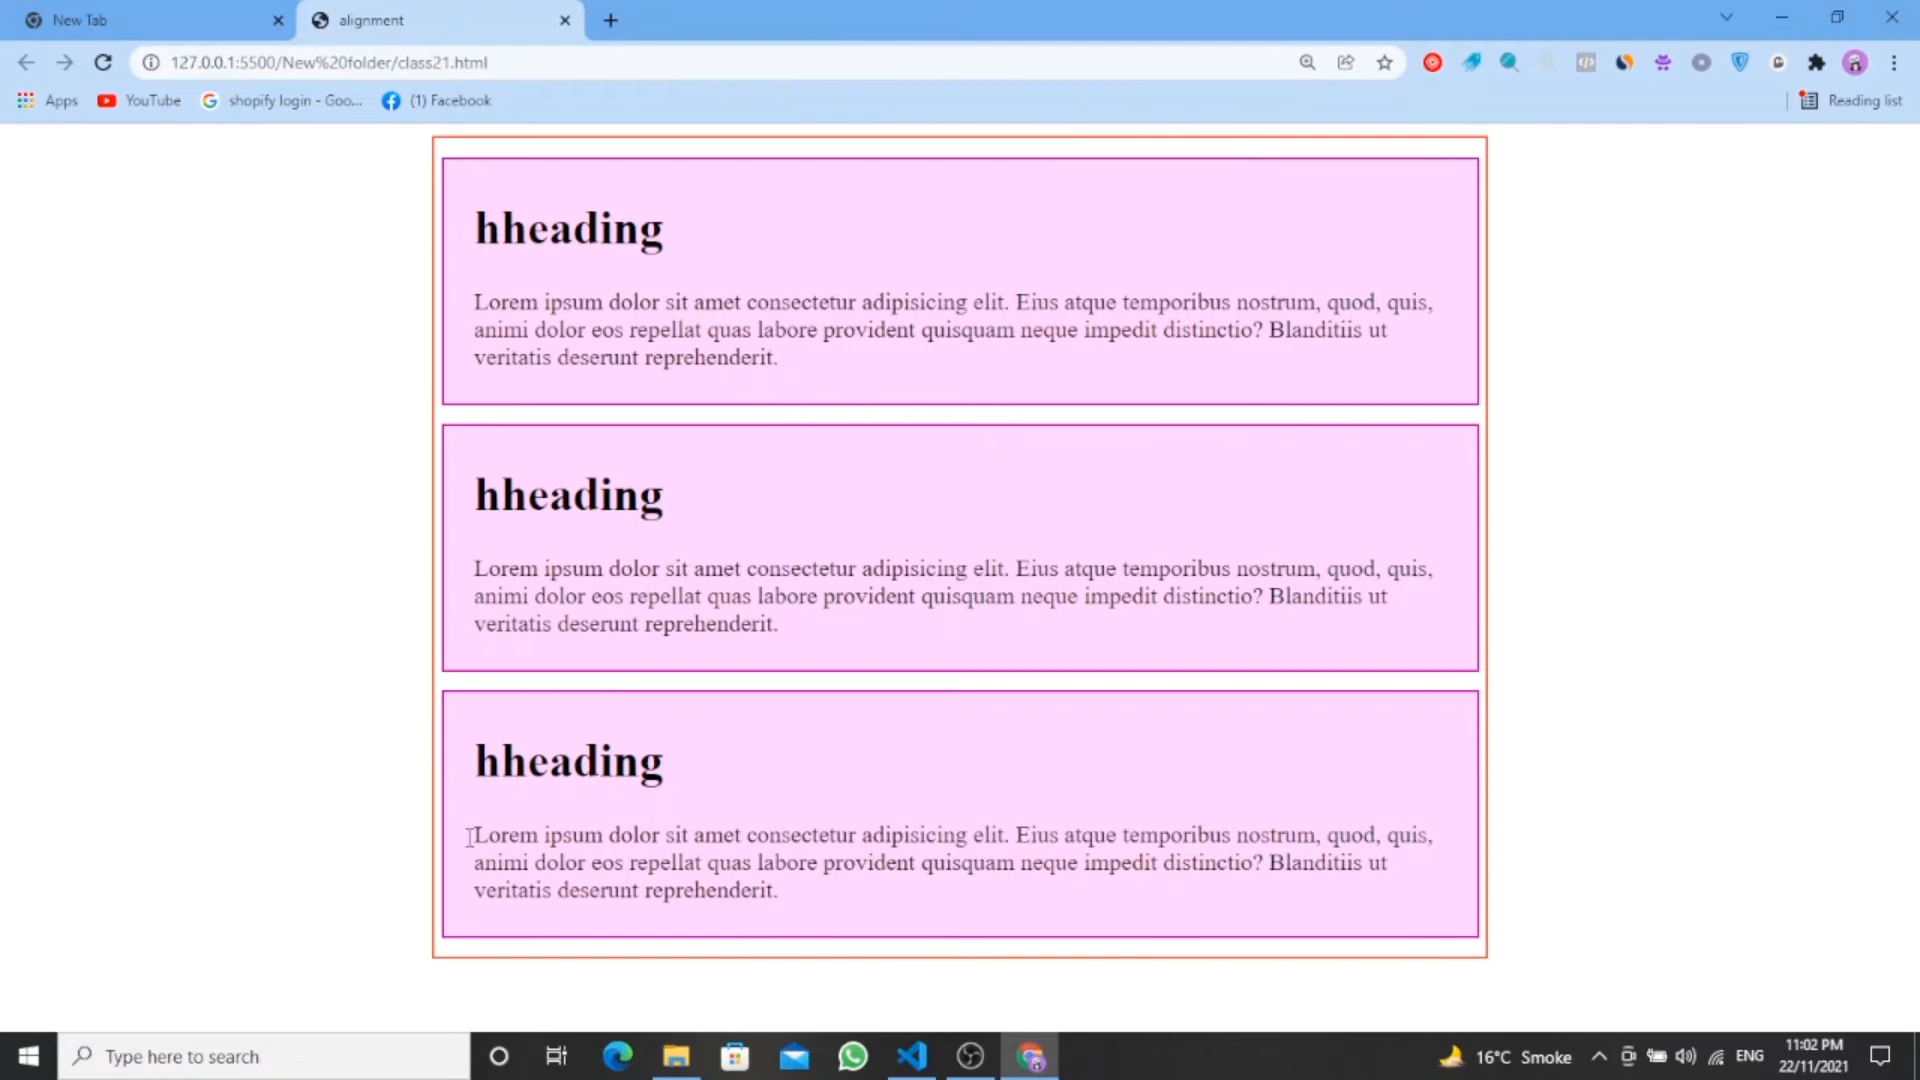 New Tab
alignment
127.0.0.1:5500/New%20folder/class21.html
Apps
YouTube
shopify login - Goo...
(1) Facebook
Reading list
hheading
Lorem ipsum dolor sit amet consectetur adipisicing elit. Eius atque temporibus nostrum, quod, quis,
animi dolor eos repellat quas labore provident quisquam neque impedit distinctio? Blanditiis ut
veritatis deserunt reprehenderit.
hheading
Lorem ipsum dolor sit amet consectetur adipisicing elit. Eius atque temporibus nostrum, quod, quis,
animi dolor eos repellat quas labore provident quisquam neque impedit distinctio? Blanditiis ut
veritatis deserunt reprehenderit.
hheading
Lorem ipsum dolor sit amet consectetur adipisicing elit. Eius atque temporibus nostrum, quod, quis,
animi dolor eos repellat quas labore provident quisquam neque impedit distinctio? Blanditiis ut
veritatis deserunt reprehenderit.
Type here to search
16°C Smoke
ENG
11:02 PM
22/11/2021